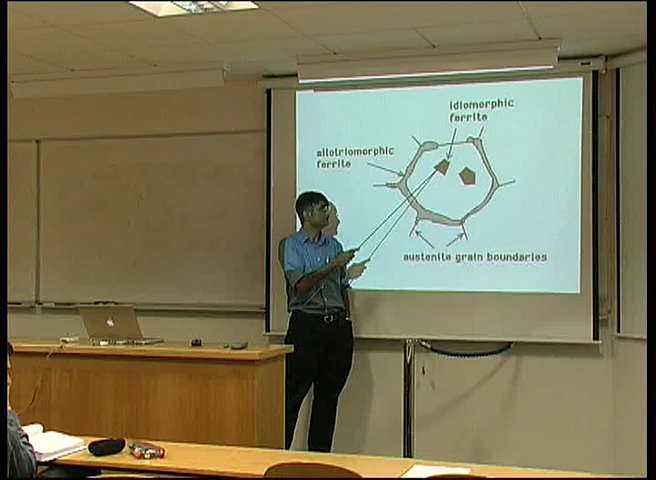 idiomorphic
ferrite
allotriomorphic
ferrite
austenite grain boundaries